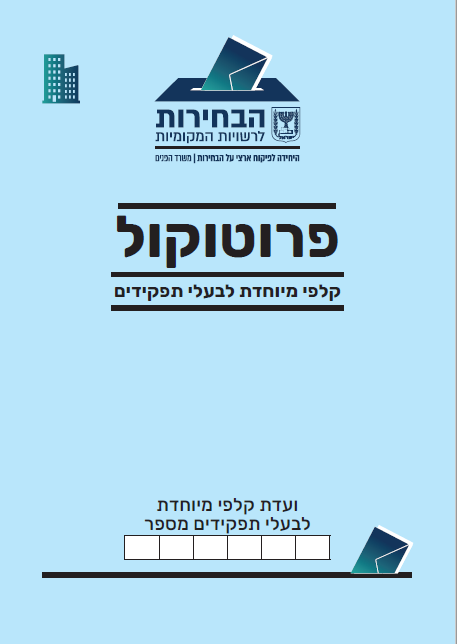 הבחירות
לרשויות המקומיות
היחידה לפיקוח ארצי על הבחירות | משרד הפנים
פרוטוקול
קלפי מיוחדת לבעלי תפקידים
ועדת קלפי מיוחדת
לבעלי תפקידים מספר